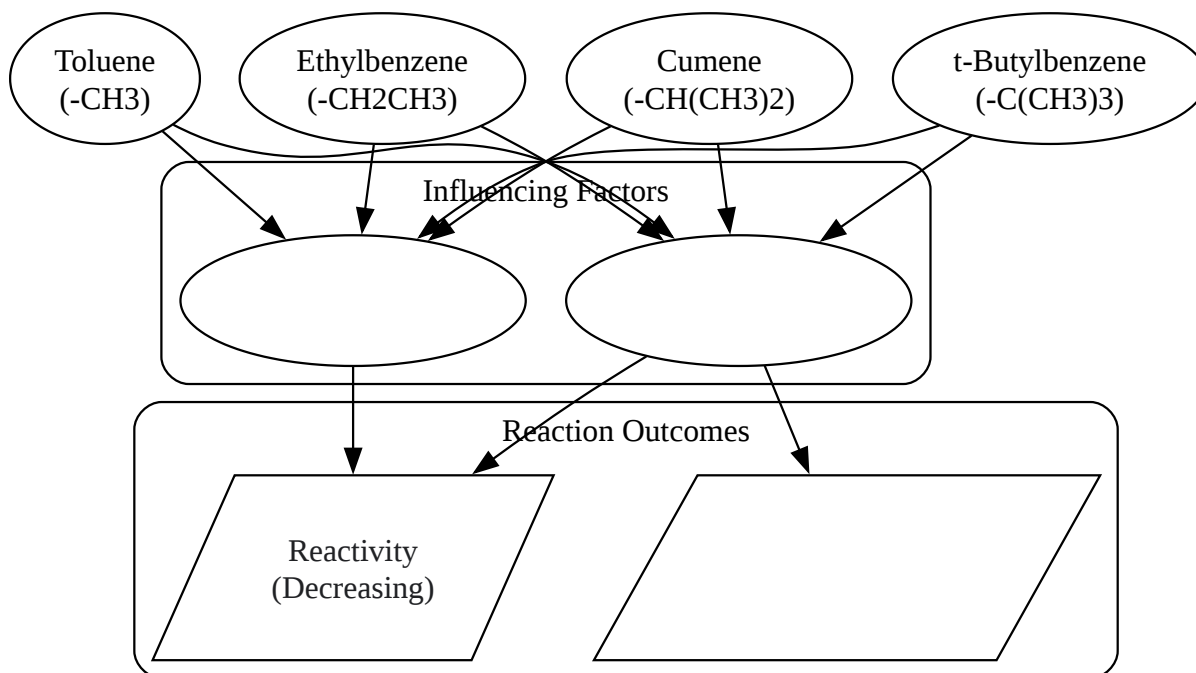 Toluene
(-CH3)
Ethylbenzene
(-CH2CH3)
Cumene
(-CH(CH3)2)
t-Butylbenzene
(-C(CH3)3)
Influencing Factors
Reaction Outcomes
Reactivity
(Decreasing)